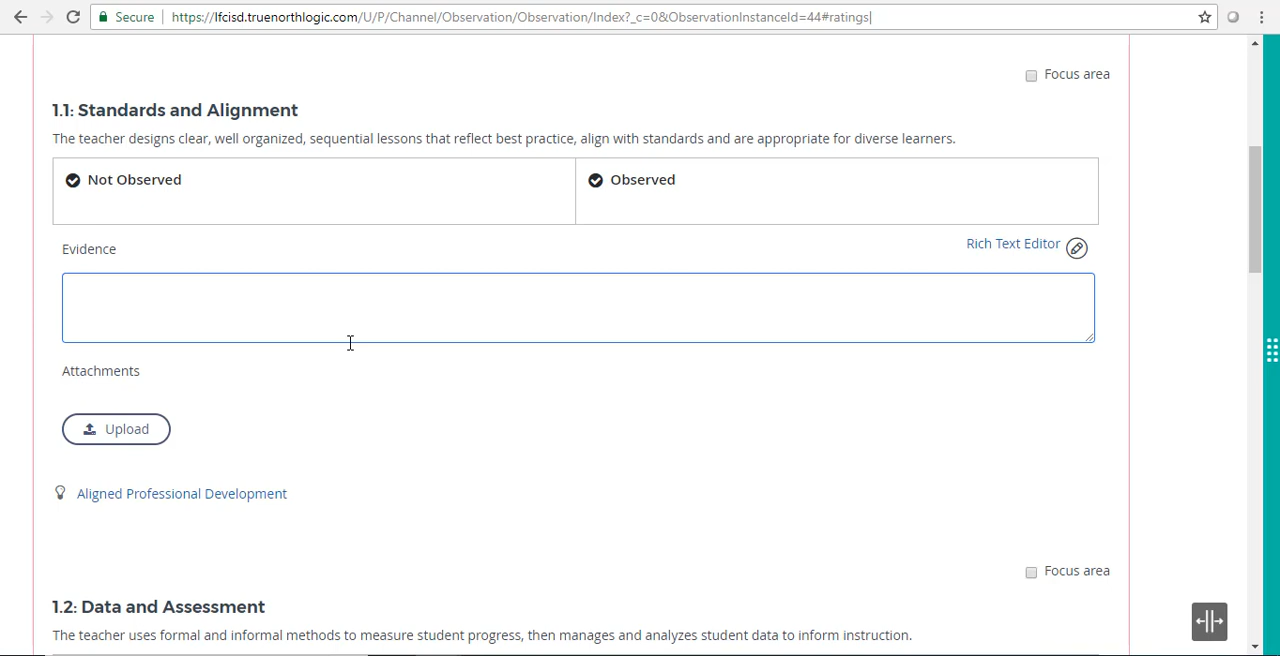 Secure https://lfcisd.truenorthlogic.com/U/P/Channel/Observation/Observation/Index?_c=0&ObservationInstanceId=44#ratings
Focus area
1.1: Standards and Alignment
The teacher designs clear, well organized, sequential lessons that reflect best practice, align with standards and are appropriate for diverse learners.
Not Observed Observed
Evidence Rich Text Editor
Attachments
Upload
Aligned Professional Development
Focus area
1.2: Data and Assessment
The teacher uses formal and informal methods to measure student progress, then manages and analyzes student data to inform instruction.